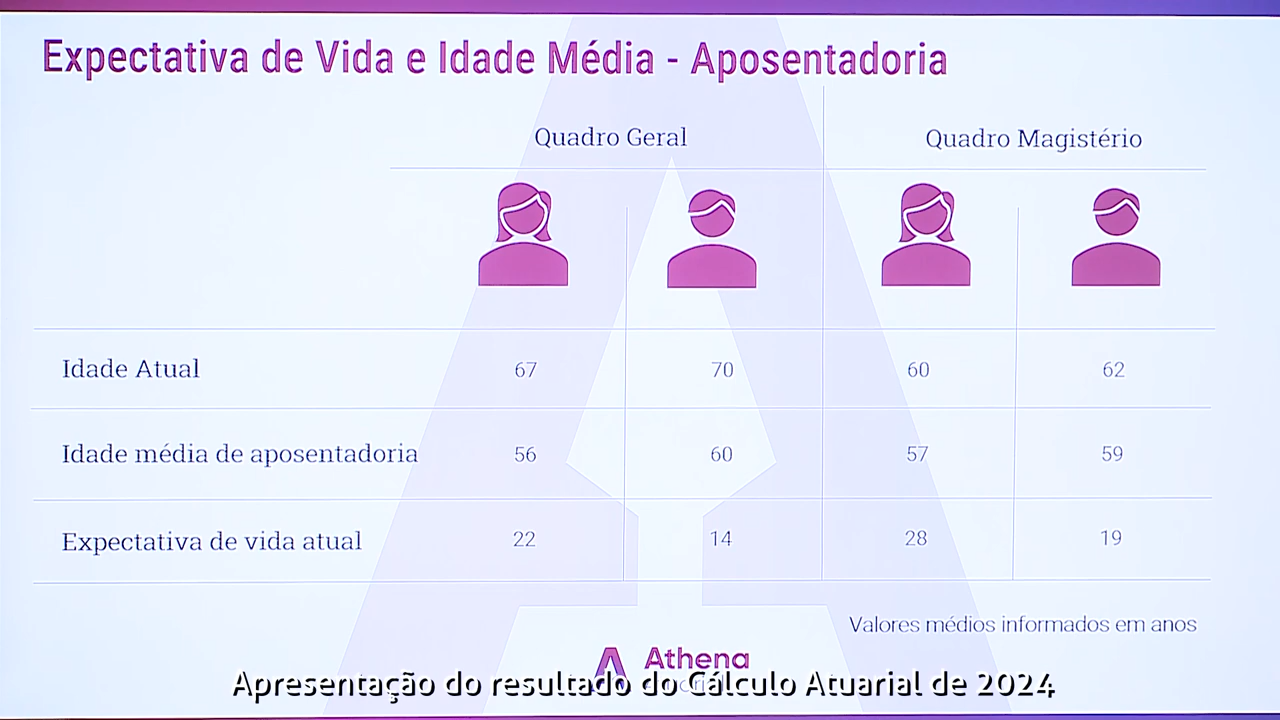 Expectativa de Vida e Idade Média - Aposentadoria
Quadro Geral Quadro Magistério
Idade Atual 67 70 60 62
Idade média de aposentadoria 56 60 57 59
Expectativa de vida atual 22 14 28 19
Valores médios informados em anos
Athena
Apresentação do resultado do Cálculo Atuarial de 2024